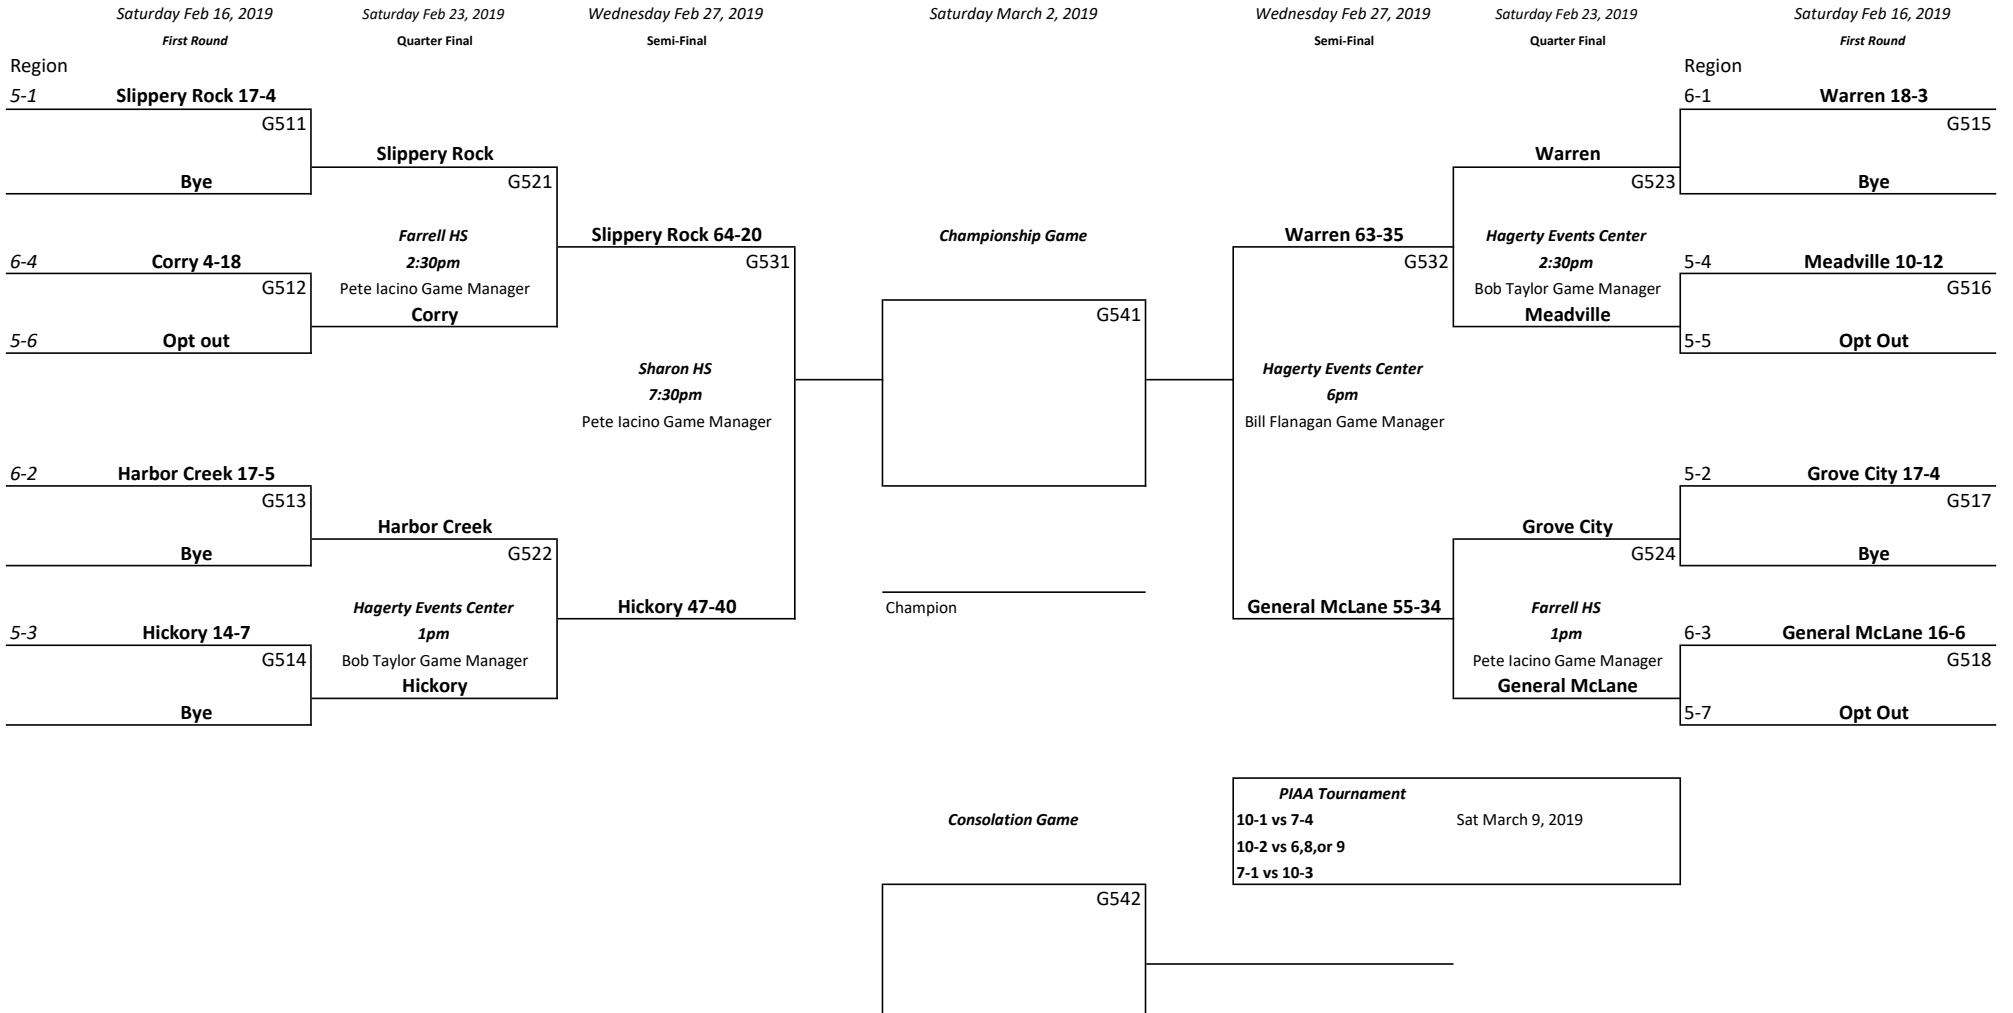 Saturday Feb 16, 2019
Saturday Feb 23, 2019
Wednesday Feb 27, 2019
Saturday March 2, 2019
Wednesday Feb 27, 2019
Saturday Feb 23, 2019
Saturday Feb 16, 2019
First Round
Quarter Final
Semi-Final
Semi-Final
Quarter Final
First Round
Region
Region
5-1
Slippery Rock 17-4
6-1
Warren 18-3
G511
G515
Slippery Rock
Warren
Bye
G521
G523
Bye
Farrell HS
Slippery Rock 64-20
Championship Game
Warren 63-35
Hagerty Events Center
6-4
Corry 4-18
2:30pm
G531
G532
2:30pm
5-4
Meadville 10-12
G512
Pete Iacino Game Manager
Bob Taylor Game Manager
G516
Corry
G541
Meadville
5-6
Opt out
5-5
Opt Out
Sharon HS
Hagerty Events Center
7:30pm
6pm
Pete Iacino Game Manager
Bill Flanagan Game Manager
6-2
Harbor Creek 17-5
5-2
Grove City 17-4
G513
G517
Harbor Creek
Grove City
Bye
G522
G524
Bye
Hagerty Events Center
Hickory 47-40
Champion
General McLane 55-34
Farrell HS
5-3
Hickory 14-7
1pm
1pm
6-3
General McLane 16-6
G514
Bob Taylor Game Manager
Pete Iacino Game Manager
G518
Hickory
General McLane
Bye
5-7
Opt Out
PIAA Tournament
Consolation Game
10-1 vs 7-4
Sat March 9, 2019
10-2 vs 6,8,or 9
7-1 vs 10-3
G542